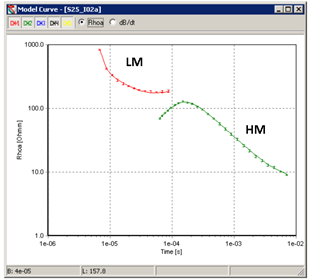 Model Curve - [S25_I02a]
Rhoa dB/dt
1000.0
LM
100.0
HM
10.0
1.0
Rhoa [Ohmm]
1e-06 1e-05 1e-04 1e-03 1e-02
Time [s]
B: 4e-05 L: 157.8